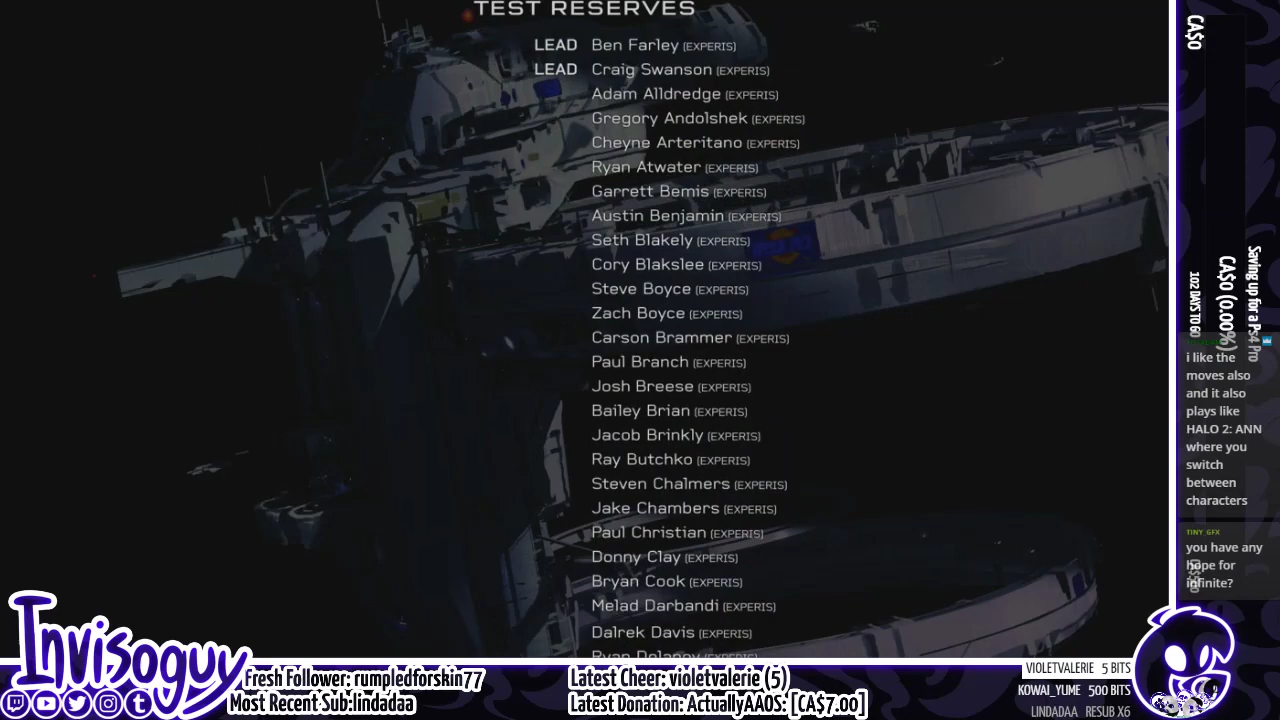 TEST RESERVES
LEAD Ben Farley (EXPERIS)
LEAD Craig Swanson (EXPERIS)
Adam Alldredge (EXPERIS)
Gregory Andolshek (EXPERIS)
Cheyne Arteritano (EXPERIS)
Ryan Atwater (EXPERIS)
Garrett Bemis (EXPERIS)
Austin Benjamin (EXPERIS)
Seth Blakely (EXPERIS)
Cory Blakslee (EXPERIS)
Steve Boyce (EXPERIS)
Zach Boyce (EXPERIS)
Carson Brammer (EXPERIS)
Paul Branch (EXPERIS)
Josh Breese (EXPERIS)
Bailey Brian (EXPERIS)
Jacob Brinkly (EXPERIS)
Ray Butchko (EXPERIS)
Steven Chalmers (EXPERIS)
Jake Chambers (EXPERIS)
Paul Christian (EXPERIS)
Donny Clay (EXPERIS)
Bryan Cook (EXPERIS)
Melad Darbandi (EXPERIS)
Dalrek Davis (EXPERIS)
Ryan Delaney (EXPERIS)
CA$0
Saving up for a Ps4 Pro
CA$0 (0.00%)
102 DAYS TO GO
i like the
moves also
and it also
plays like
HALO 2: ANN
where you
switch
between
characters
TINY_GFX
you have any
hope for
infinite?
Invisoguy
Fresh Follower: rumpledforskin77
Most Recent Sub:lindadaa
Latest Cheer: violetvalerie (5)
Latest Donation: ActuallyAAOS: [CA$7.00]
VIOLETVALERIE 5 BITS
KOWAI_YUME 500 BITS
LINDADAA RESUB X6